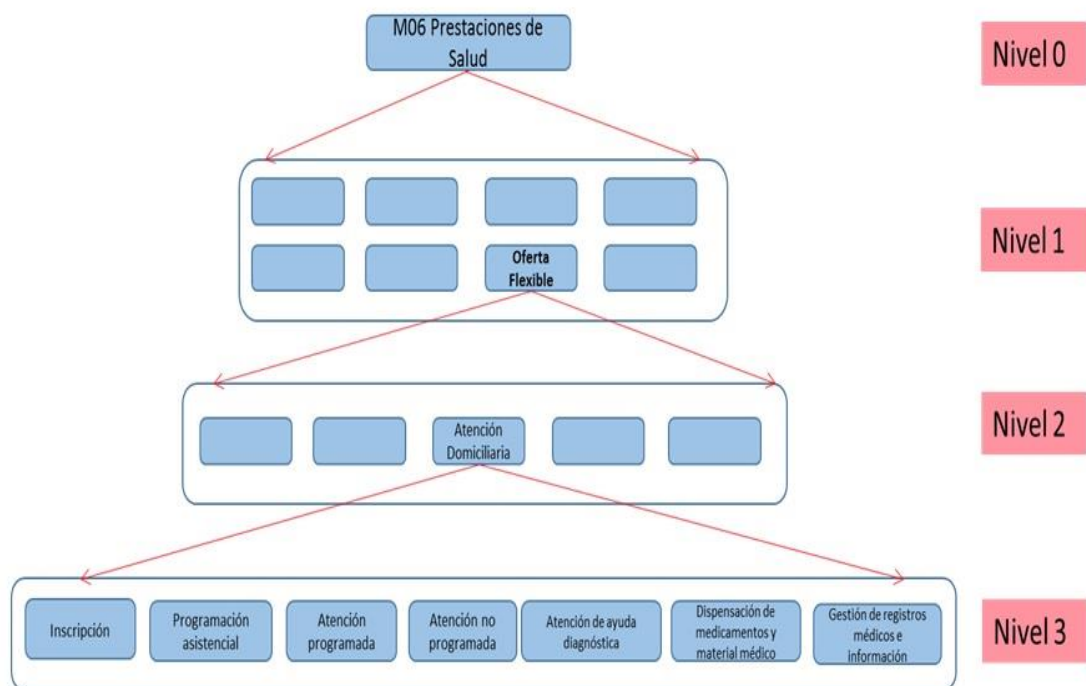 M06 Prestaciones de
Salud
Nivel 0
Nivel 1
Oferta
Flexible
Nivel 2
Atención
Domiciliaria
Inscripción
Programación
asistencial
Atención
programada
Atención no
programada
Atención de ayuda
diagnóstica
Dispensación de
medicamentos y
material médico
Gestión de registros
médicos e
información
Nivel 3